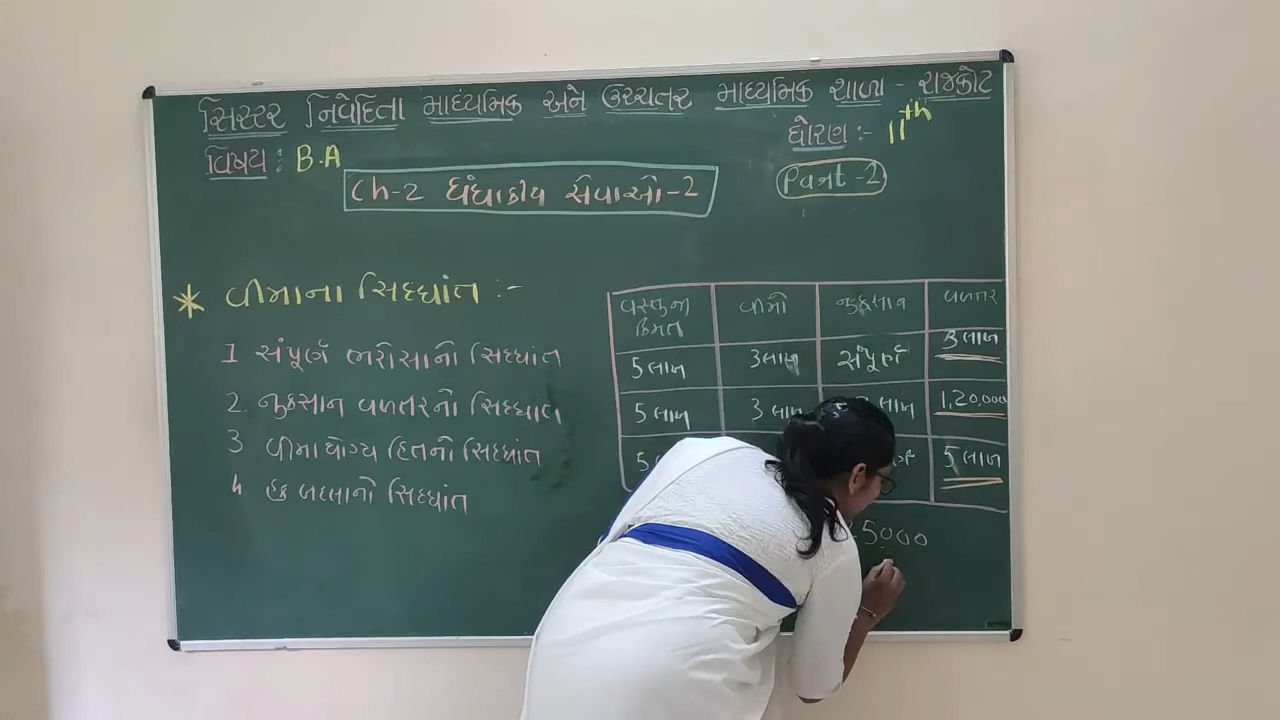 સિસ્ટર નિવેદિતા માધ્યમિક અને ઉચ્ચતર માધ્યમિક શાળા - રાજકોટ
વિષય : B.A
ધોરણ :- 11th
Ch-2 ધંધાકીય સેવાઓ-2
Part-2
* વીમાના સિધ્ધાંત :-
1 સંપૂર્ણ ભરોસાનો સિધ્ધાંત
2. નુકસાન વળતરનો સિધ્ધાંત
3 વીમાયોગ્ય હિતનો સિધ્ધાંત
4 હક બદલાનો સિધ્ધાંત
વસ્તુની કિંમત વીમો નુકસાન વળતર
5 લાખ 3 લાખ સંપૂર્ણ 3 લાખ
5 લાખ 3 લાખ લાખ 1,20,000
5 5 લાખ
5000